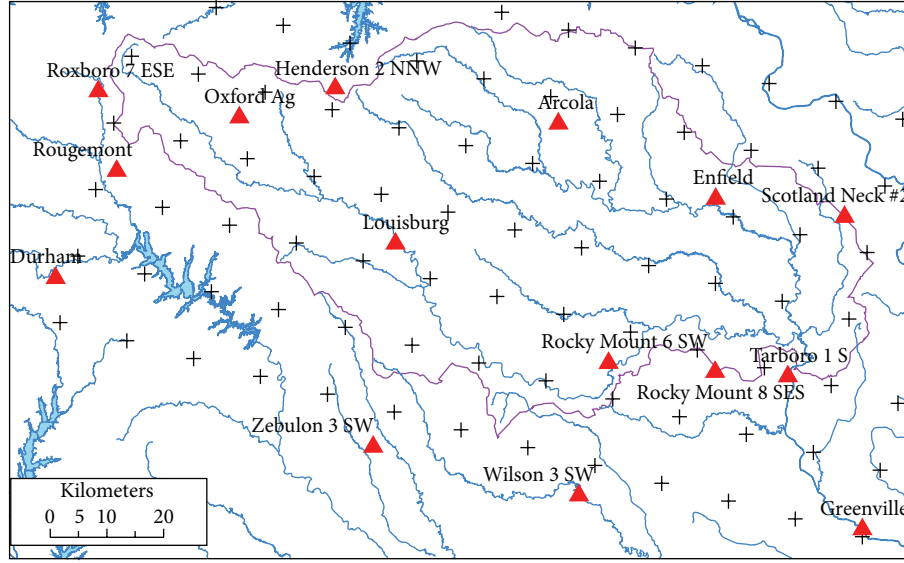 Roxboro 7 ESE
Henderson 2 NNW
Oxford Ag
Arcola
Rougemont
Enfield
Scotland Neck #2
Louisburg
Durham
Rocky Mount 6 SW
Tarboro 1 S
Rocky Mount 8 SES
Zebulon 3 SW
Wilson 3 SW
Greenville
Kilometers
0 5 10 20